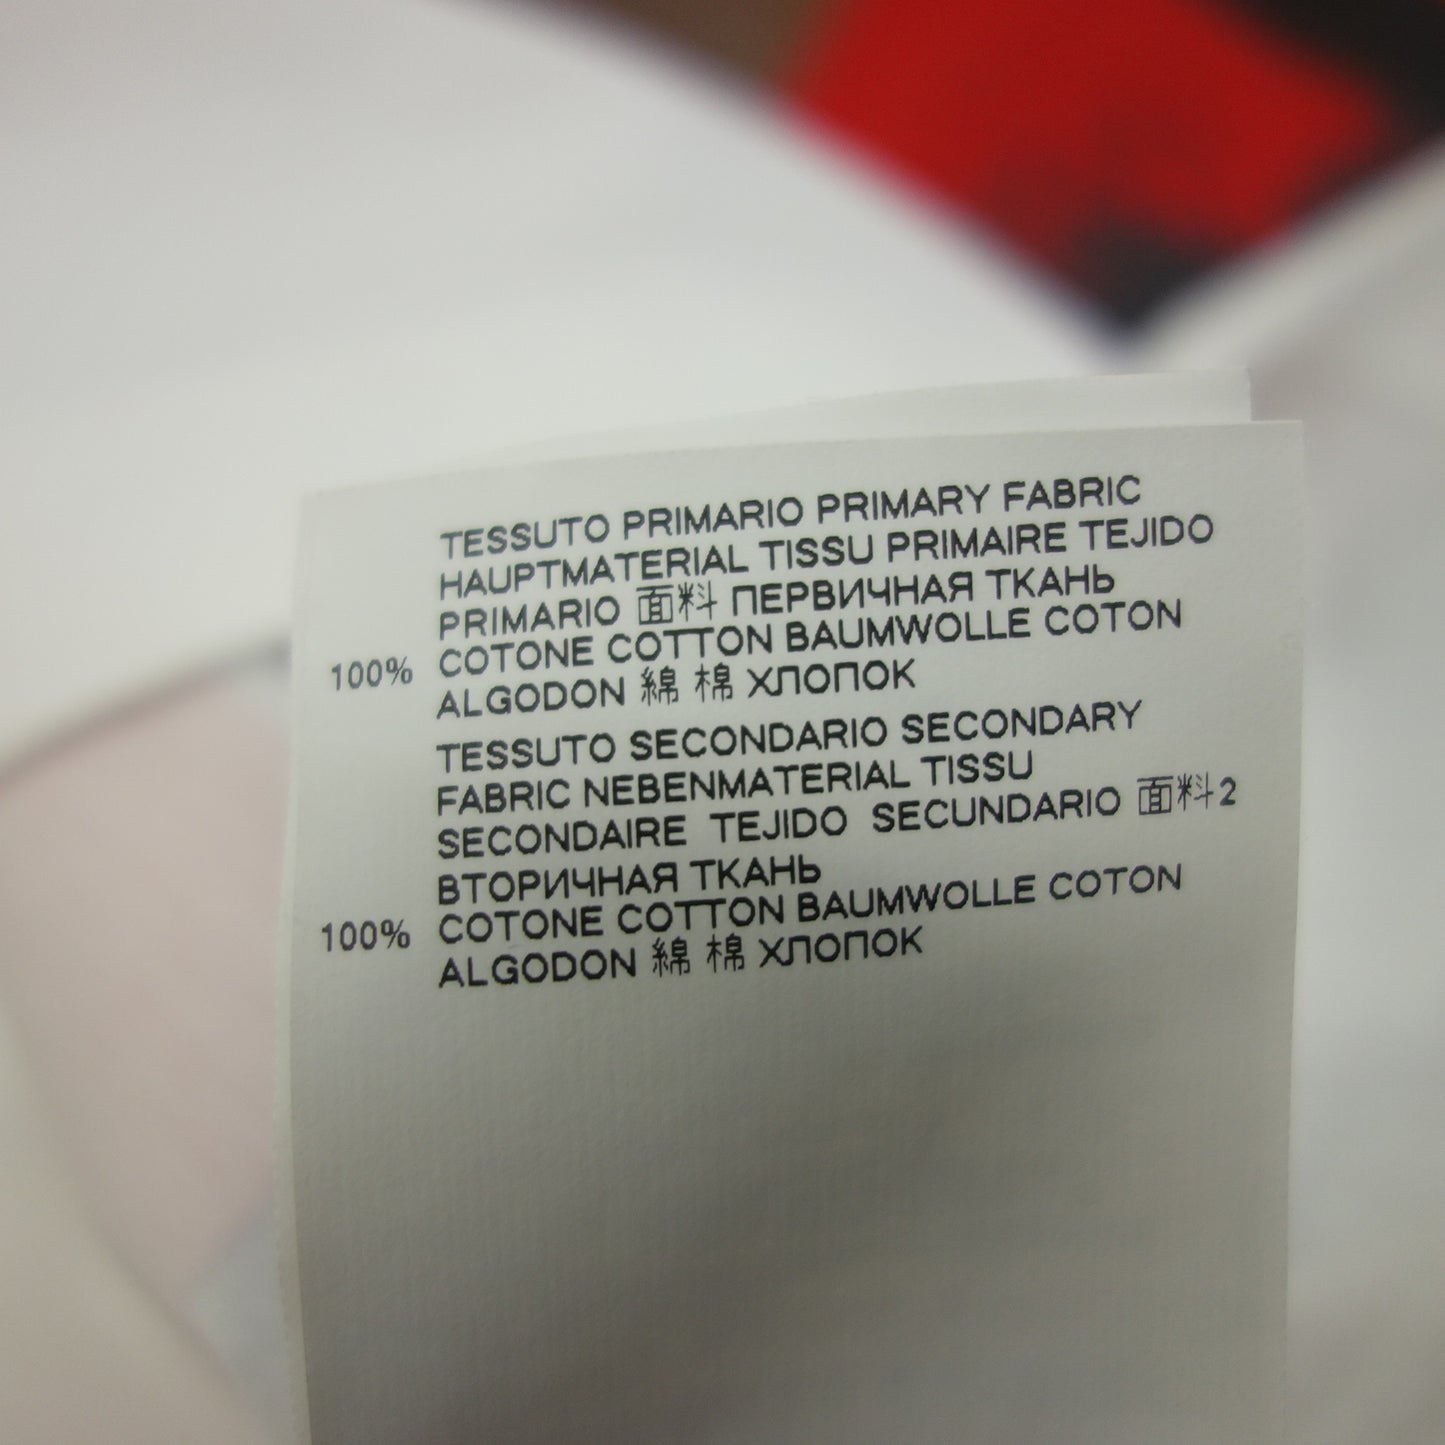 TESSUTO PRIMARIO PRIMARY FABRIC
HAUPTMATERIAL TISSU PRIMAIRE TEJIDO
PRIMARIO 面料 ПЕРВИЧНАЯ ТКАНЬ
100% COTONE COTTON BAUMWOLLE COTON
ALGODON 綿 棉 ХЛОПОК
TESSUTO SECONDARIO SECONDARY
FABRIC NEBENMATERIAL TISSU
SECONDAIRE TEJIDO SECUNDARIO 面料2
ВТОРИЧНАЯ ТКАНЬ
100% COTONE COTTON BAUMWOLLE COTON
ALGODON 綿 棉 ХЛОПОК